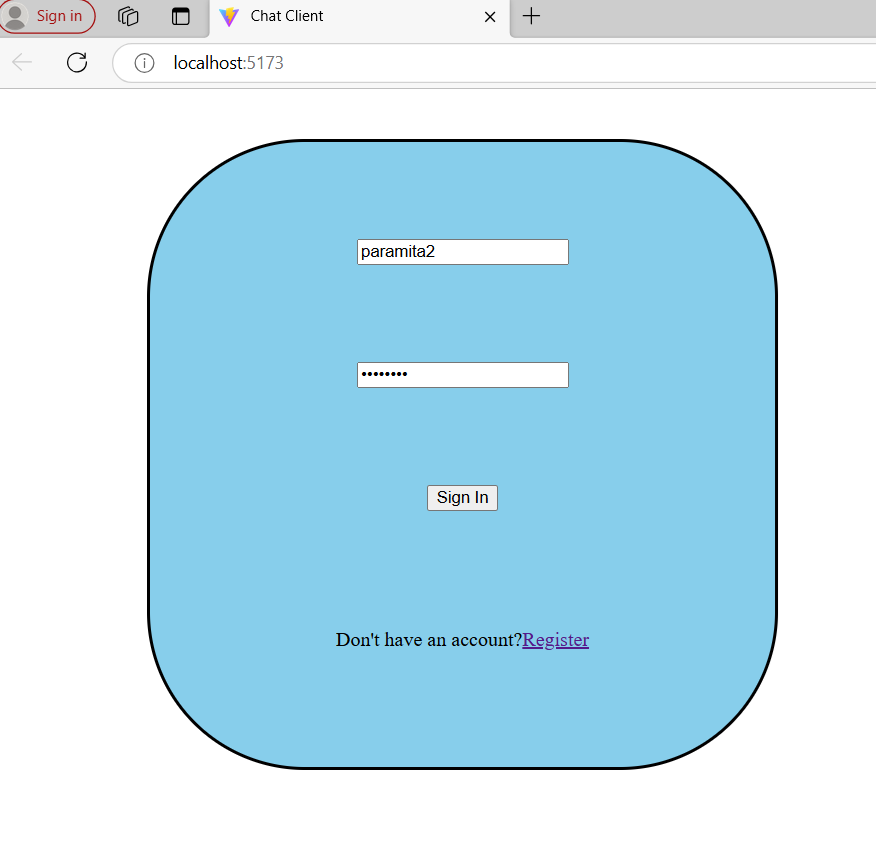 Sign in
Chat Client
localhost:5173
paramita2
••••••••
Sign In
Don't have an account?Register